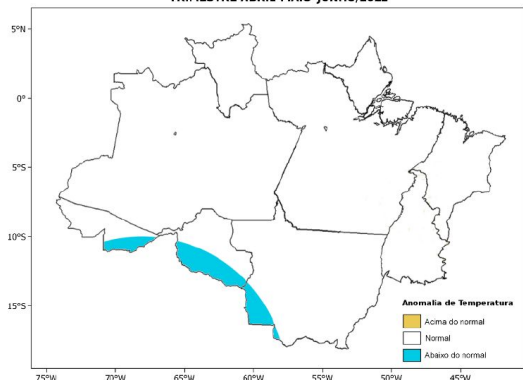 TRIMESTRE ABRIL-MAIO-JUNHO/2023
5°N
0°
5°S
10°S
15°S
75°W 70°W 65°W 60°W 55°W 50°W 45°W
Anomalia de Temperatura
Acima do normal
Normal
Abaixo do normal